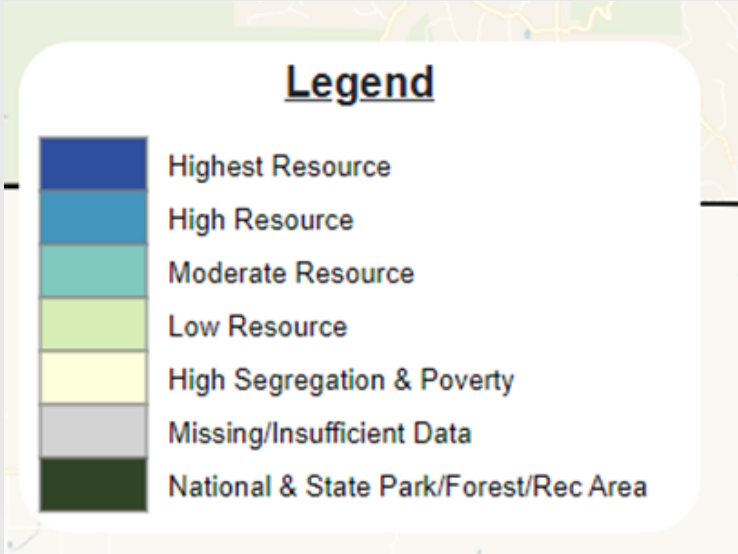 Legend
Highest Resource
High Resource
Moderate Resource
Low Resource
High Segregation & Poverty
Missing/Insufficient Data
National & State Park/Forest/Rec Area